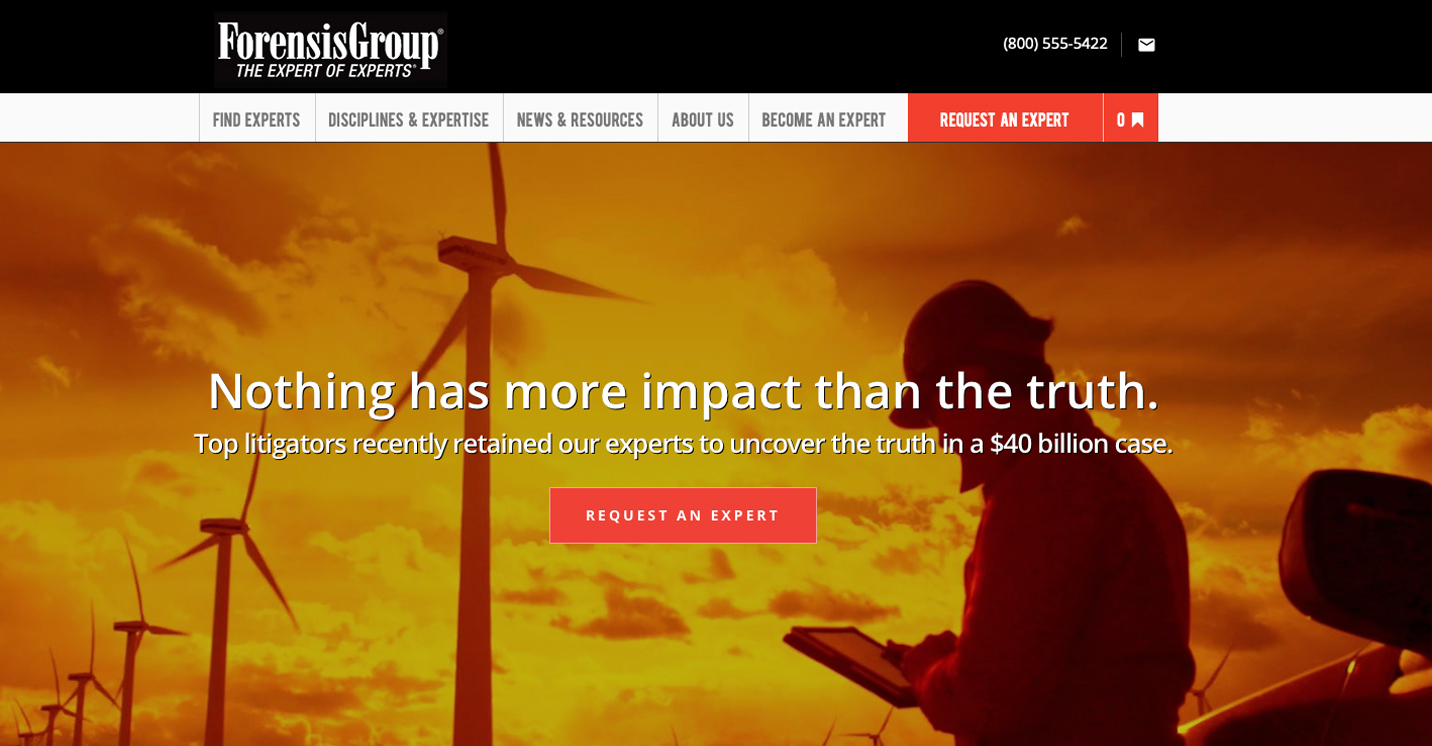 ForensisGroup®
THE EXPERT OF EXPERTS®
(800) 555-5422
FIND EXPERTS
DISCIPLINES & EXPERTISE
NEWS & RESOURCES
ABOUT US
BECOME AN EXPERT
REQUEST AN EXPERT
0
Nothing has more impact than the truth.
Top litigators recently retained our experts to uncover the truth in a $40 billion case.
REQUEST AN EXPERT